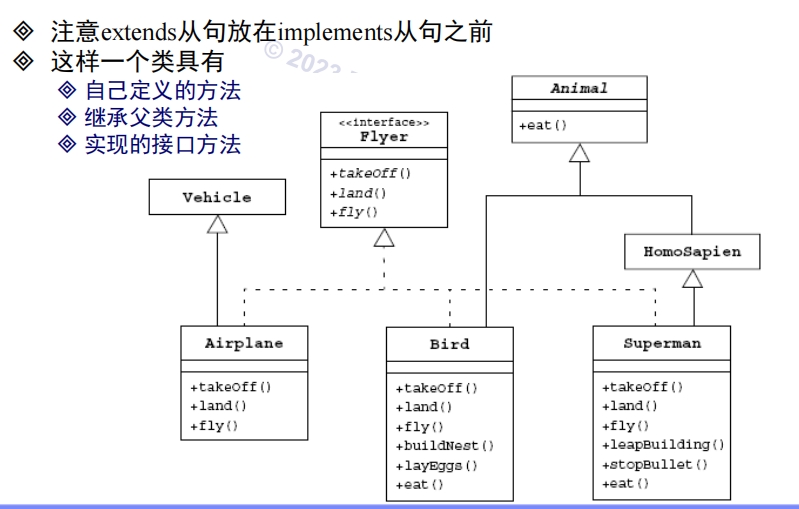 注意extends从句放在implements从句之前
这样一个类具有
© 2023
自己定义的方法
继承父类方法
实现的接口方法
Animal
+eat()
<<interface>>
Flyer
+takeOff()
+land()
+fly()
Vehicle
HomoSapien
Airplane
+takeOff()
+land()
+fly()
Bird
+takeOff()
+land()
+fly()
+buildNest()
+layEggs()
+eat()
Superman
+takeOff()
+land()
+fly()
+leapBuilding()
+stopBullet()
+eat()